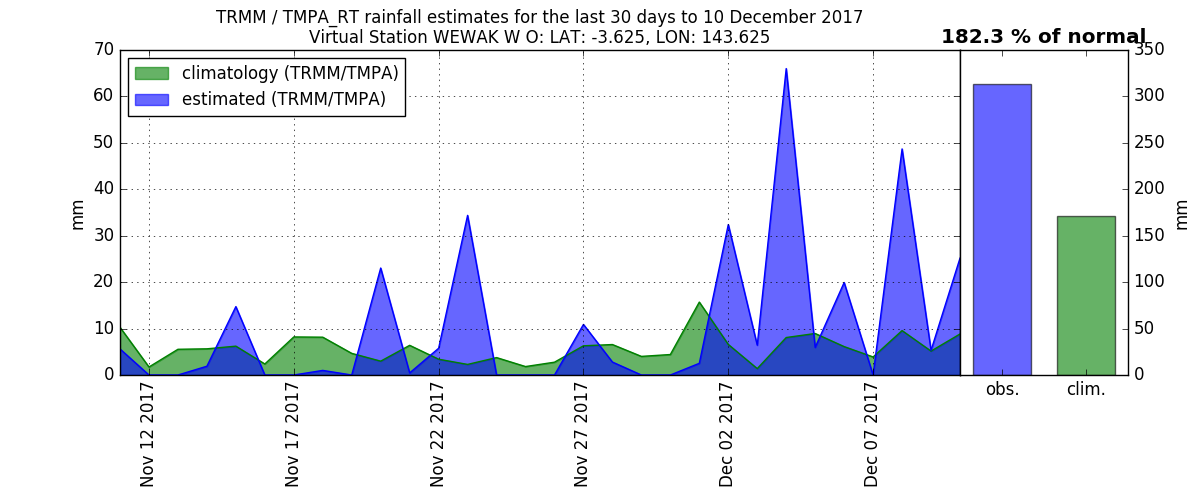 TRMM / TMPA_RT rainfall estimates for the last 30 days to 10 December 2017
Virtual Station WEWAK W O: LAT: -3.625, LON: 143.625
182.3 % of normal
climatology (TRMM/TMPA)
estimated (TRMM/TMPA)
70
60
50
40
30
20
10
0
mm
Nov 12 2017
Nov 17 2017
Nov 22 2017
Nov 27 2017
Dec 02 2017
Dec 07 2017
obs.
clim.
350
300
250
200
150
100
50
0
mm